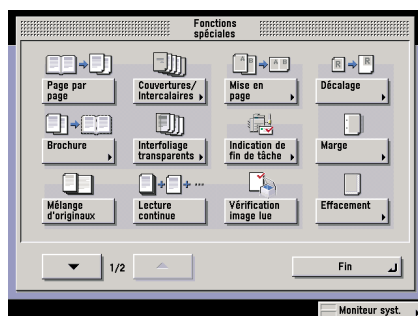 Fonctions
spéciales
Page par
page
Couvertures/
Intercalaires
Mise en
page
Décalage
Brochure
Interfoliage
transparents
Indication de
fin de tâche
Marge
Mélange
d'originaux
Lecture
continue
Vérification
image lue
Effacement
1/2
Fin
Moniteur syst.